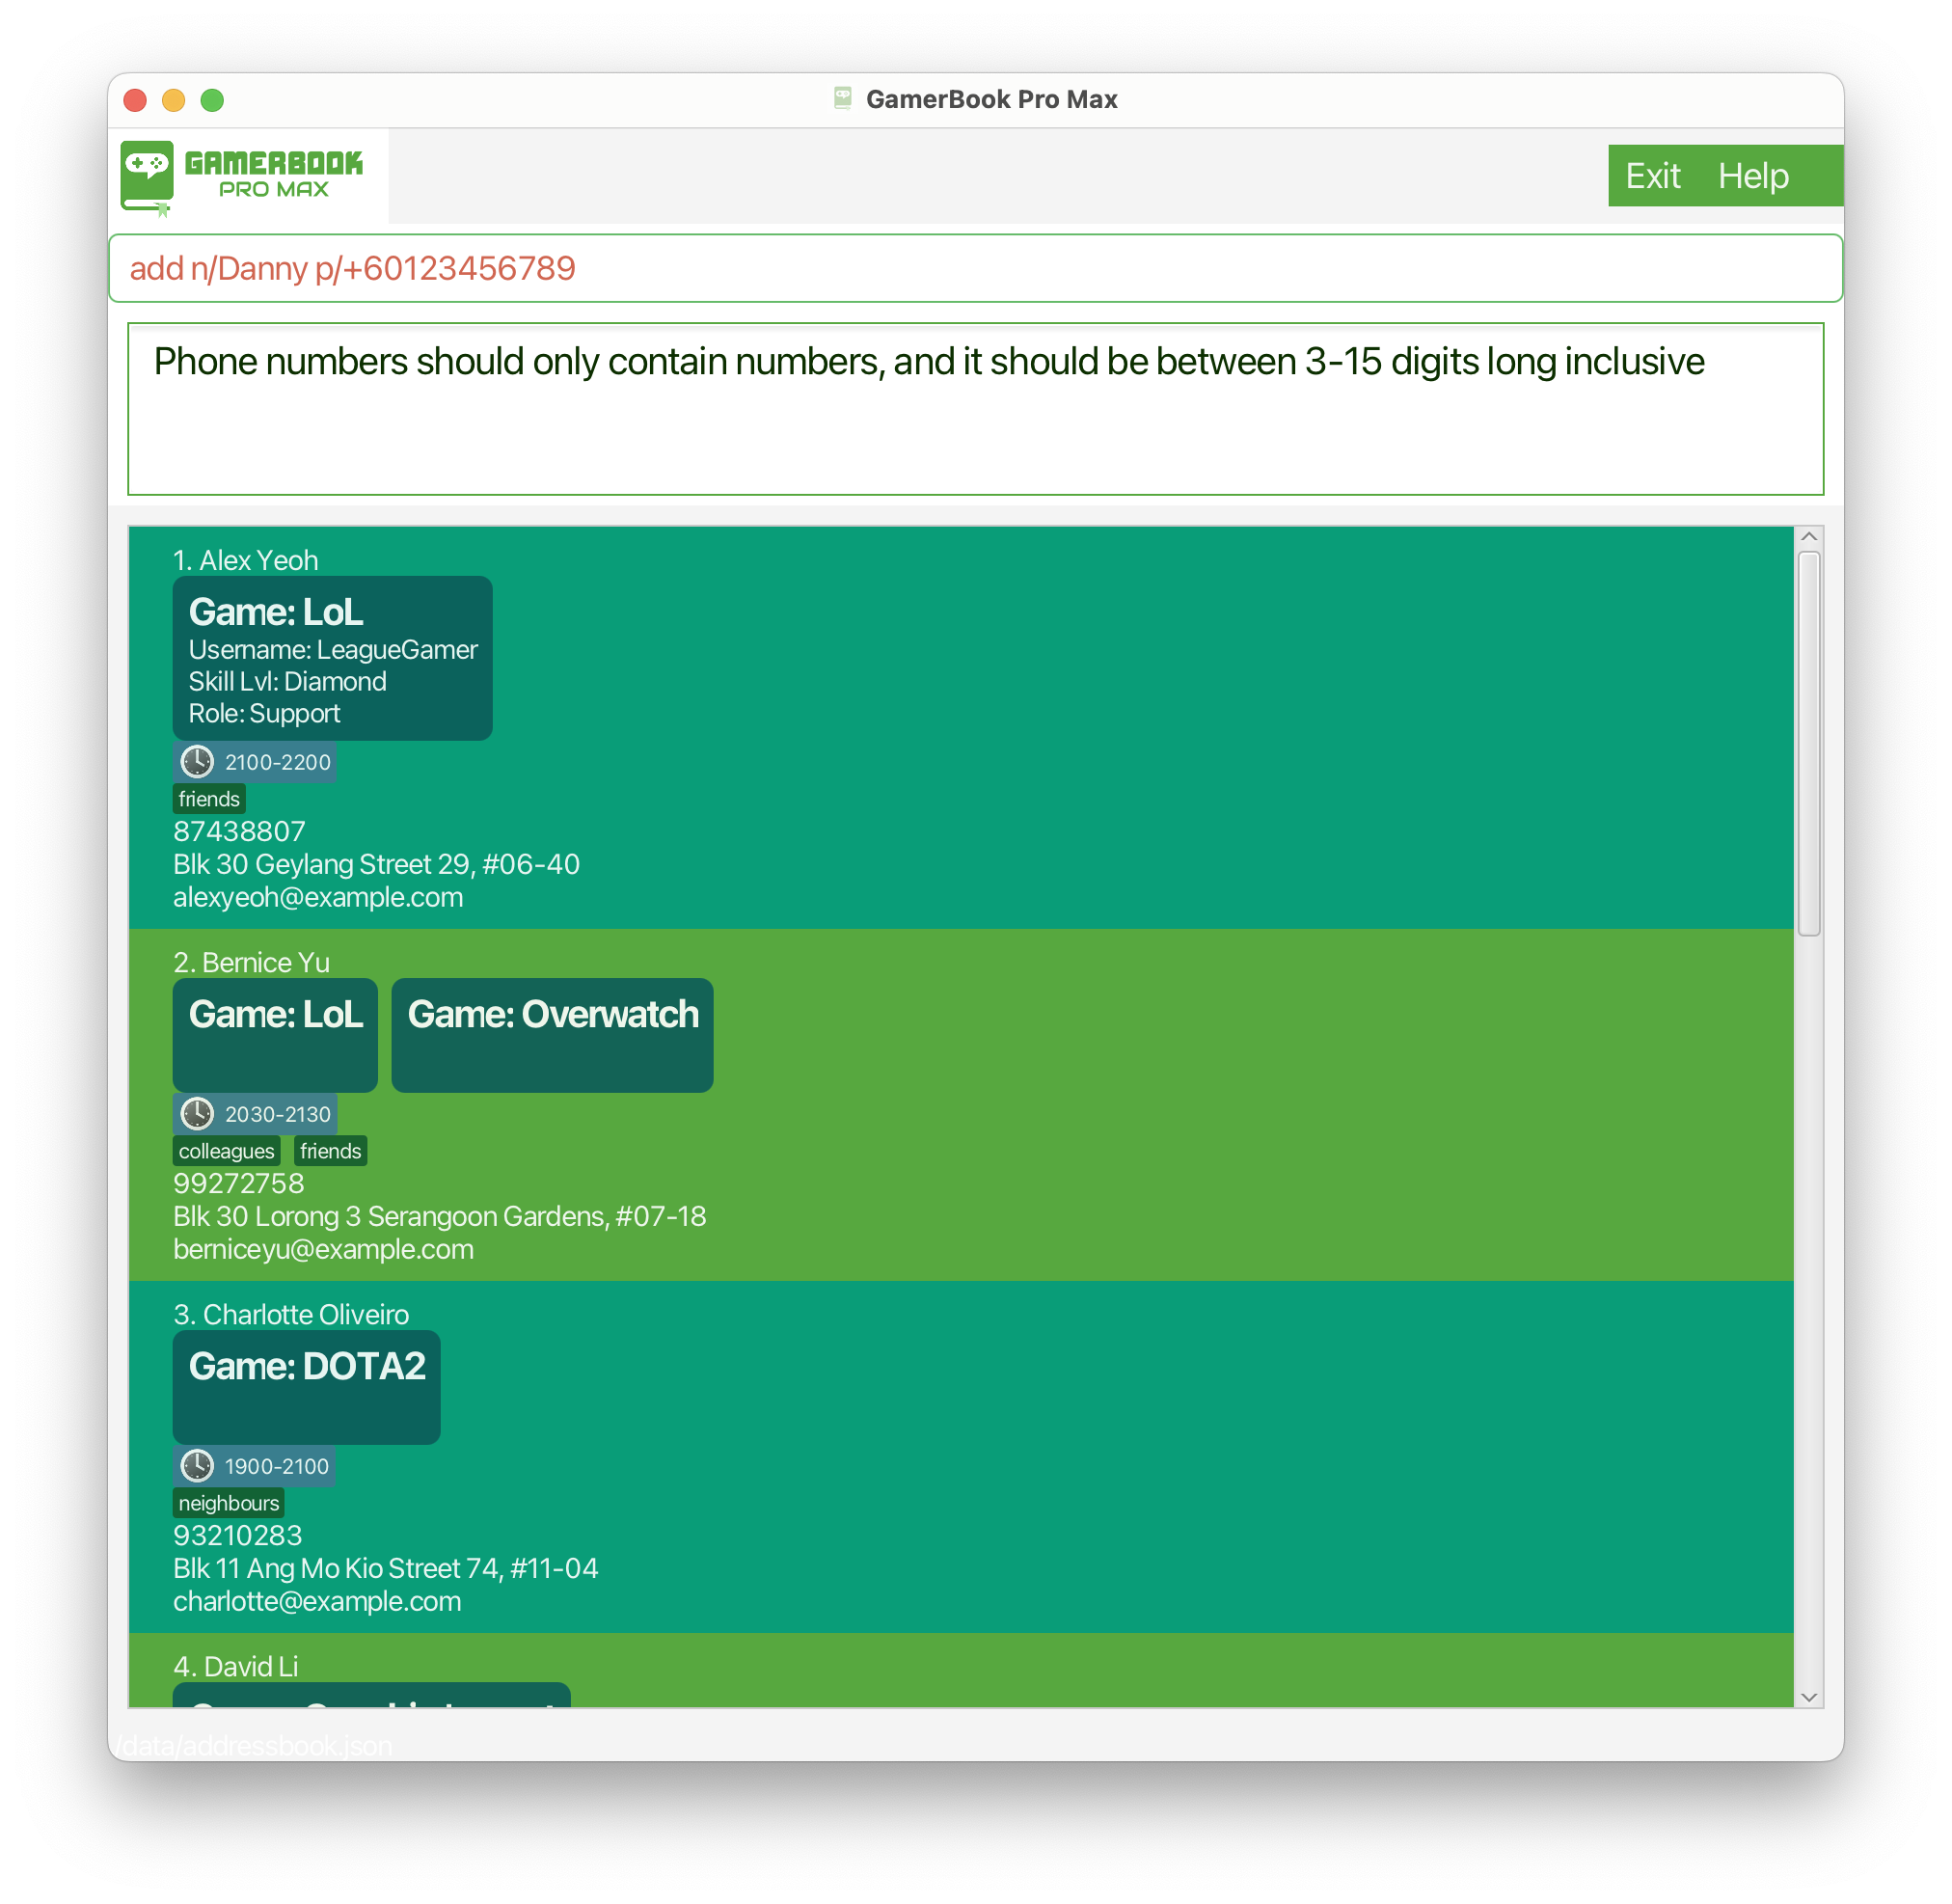 GamerBook Pro Max
GAMERBOOK
PRO MAX
Exit Help
add n/Danny p/+60123456789
Phone numbers should only contain numbers, and it should be between 3-15 digits long inclusive
1. Alex Yeoh
Game: LoL
Username: LeagueGamer
Skill Lvl: Diamond
Role: Support
2100-2200
friends
87438807
Blk 30 Geylang Street 29, #06-40
alexyeoh@example.com
2. Bernice Yu
Game: LoL Game: Overwatch
2030-2130
colleagues friends
99272758
Blk 30 Lorong 3 Serangoon Gardens, #07-18
berniceyu@example.com
3. Charlotte Oliveiro
Game: DOTA2
1900-2100
neighbours
93210283
Blk 11 Ang Mo Kio Street 74, #11-04
charlotte@example.com
4. David Li
/data/addressbook.json